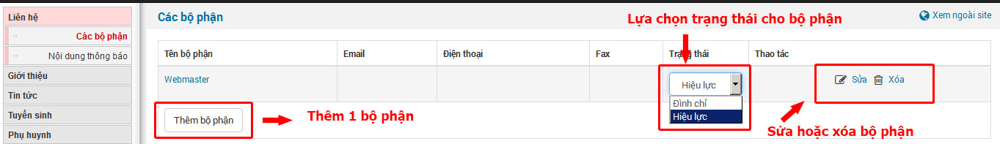 Liên hệ
Các bộ phận
Nội dung thông báo
Giới thiệu
Tin tức
Tuyển sinh
Phụ huynh
Các bộ phận
Lựa chọn trạng thái cho bộ phận
Xem ngoài site
Tên bộ phận Email Điện thoại Fax Trạng thái Thao tác
Webmaster Hiệu lực Sửa Xóa
Đình chỉ
Hiệu lực
Thêm bộ phận
Thêm 1 bộ phận
Sửa hoặc xóa bộ phận